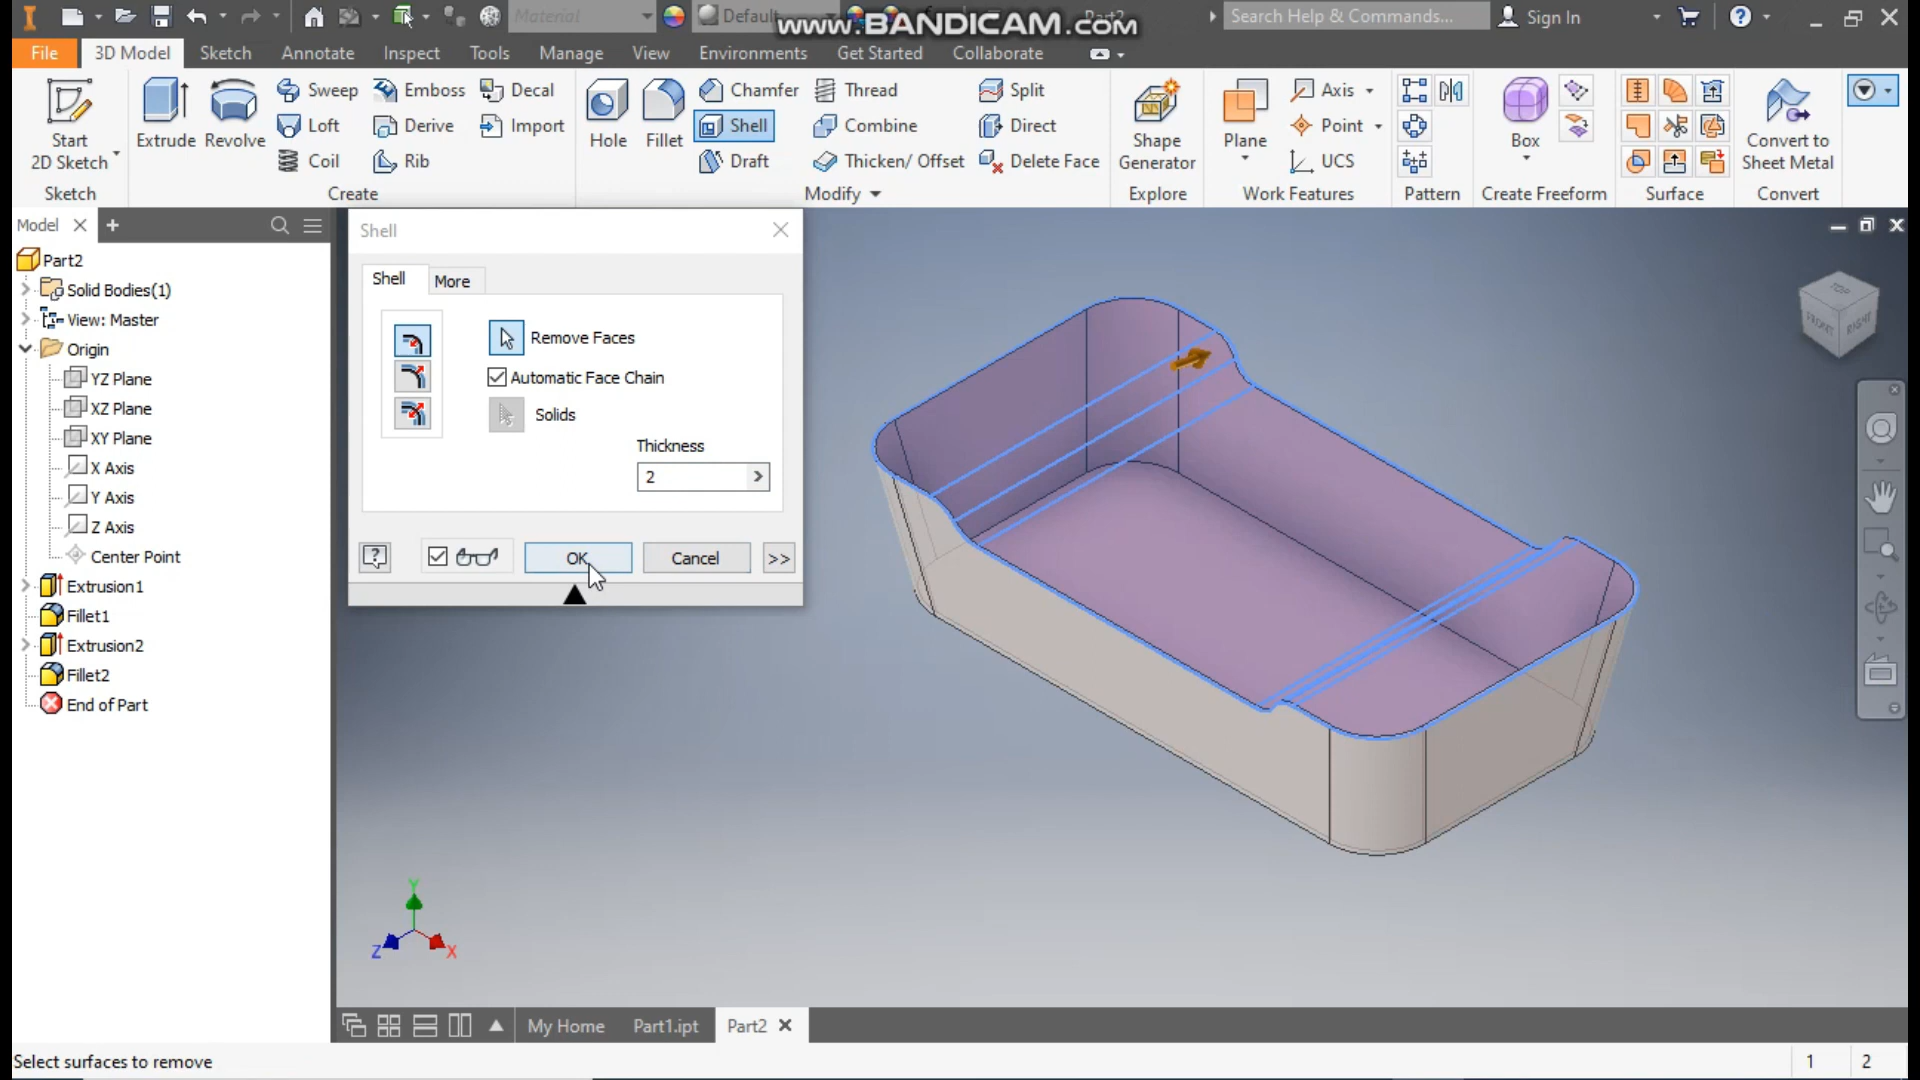 Material
Default
www.BANDICAM.com
Search Help & Commands...
Sign In
File
3D Model
Sketch
Annotate
Inspect
Tools
Manage
View
Environments
Get Started
Collaborate
Start
2D Sketch
Extrude
Revolve
Sweep
Loft
Coil
Emboss
Derive
Rib
Decal
Import
Hole
Fillet
Chamfer
Shell
Draft
Thread
Combine
Thicken/ Offset
Split
Direct
Delete Face
Shape
Generator
Plane
Axis
Point
UCS
Box
Convert to
Sheet Metal
Sketch
Create
Modify
Explore
Work Features
Pattern
Create Freeform
Surface
Convert
Model
Part2
Solid Bodies(1)
View: Master
Origin
YZ Plane
XZ Plane
XY Plane
X Axis
Y Axis
Z Axis
Center Point
Extrusion1
Fillet1
Extrusion2
Fillet2
End of Part
Shell
Shell
More
Remove Faces
Automatic Face Chain
Solids
Thickness
2
OK
Cancel
>>
TOP
FRONT
RIGHT
Y
Z
X
My Home
Part1.ipt
Part2
Select surfaces to remove
1
2